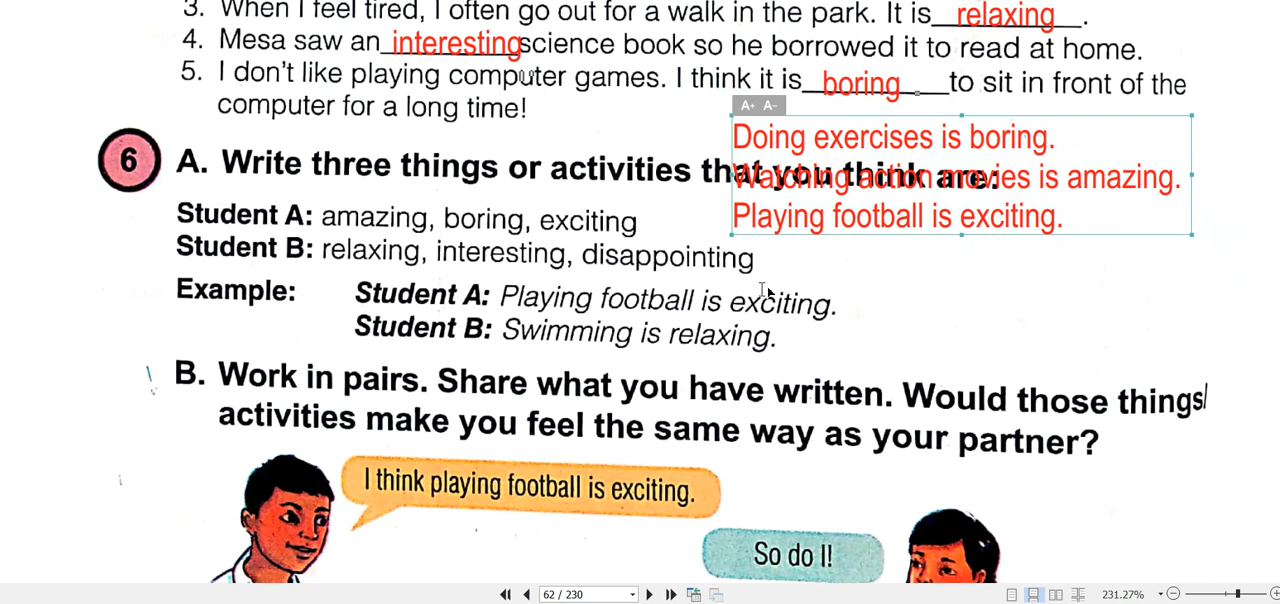 3. When I feel tired, I often go out for a walk in the park. It is relaxing.
4. Mesa saw an interesting science book so he borrowed it to read at home.
5. I don't like playing computer games. I think it is boring to sit in front of the
computer for a long time!
A+ A-
Doing exercises is boring.
Watching action movies is amazing.
Playing football is exciting.
6 A. Write three things or activities that you think are:
Student A: amazing, boring, exciting
Student B: relaxing, interesting, disappointing
Example: Student A: Playing football is exciting.
Student B: Swimming is relaxing.
B. Work in pairs. Share what you have written. Would those things/
activities make you feel the same way as your partner?
I think playing football is exciting.
So do I!
62 / 230
231.27%